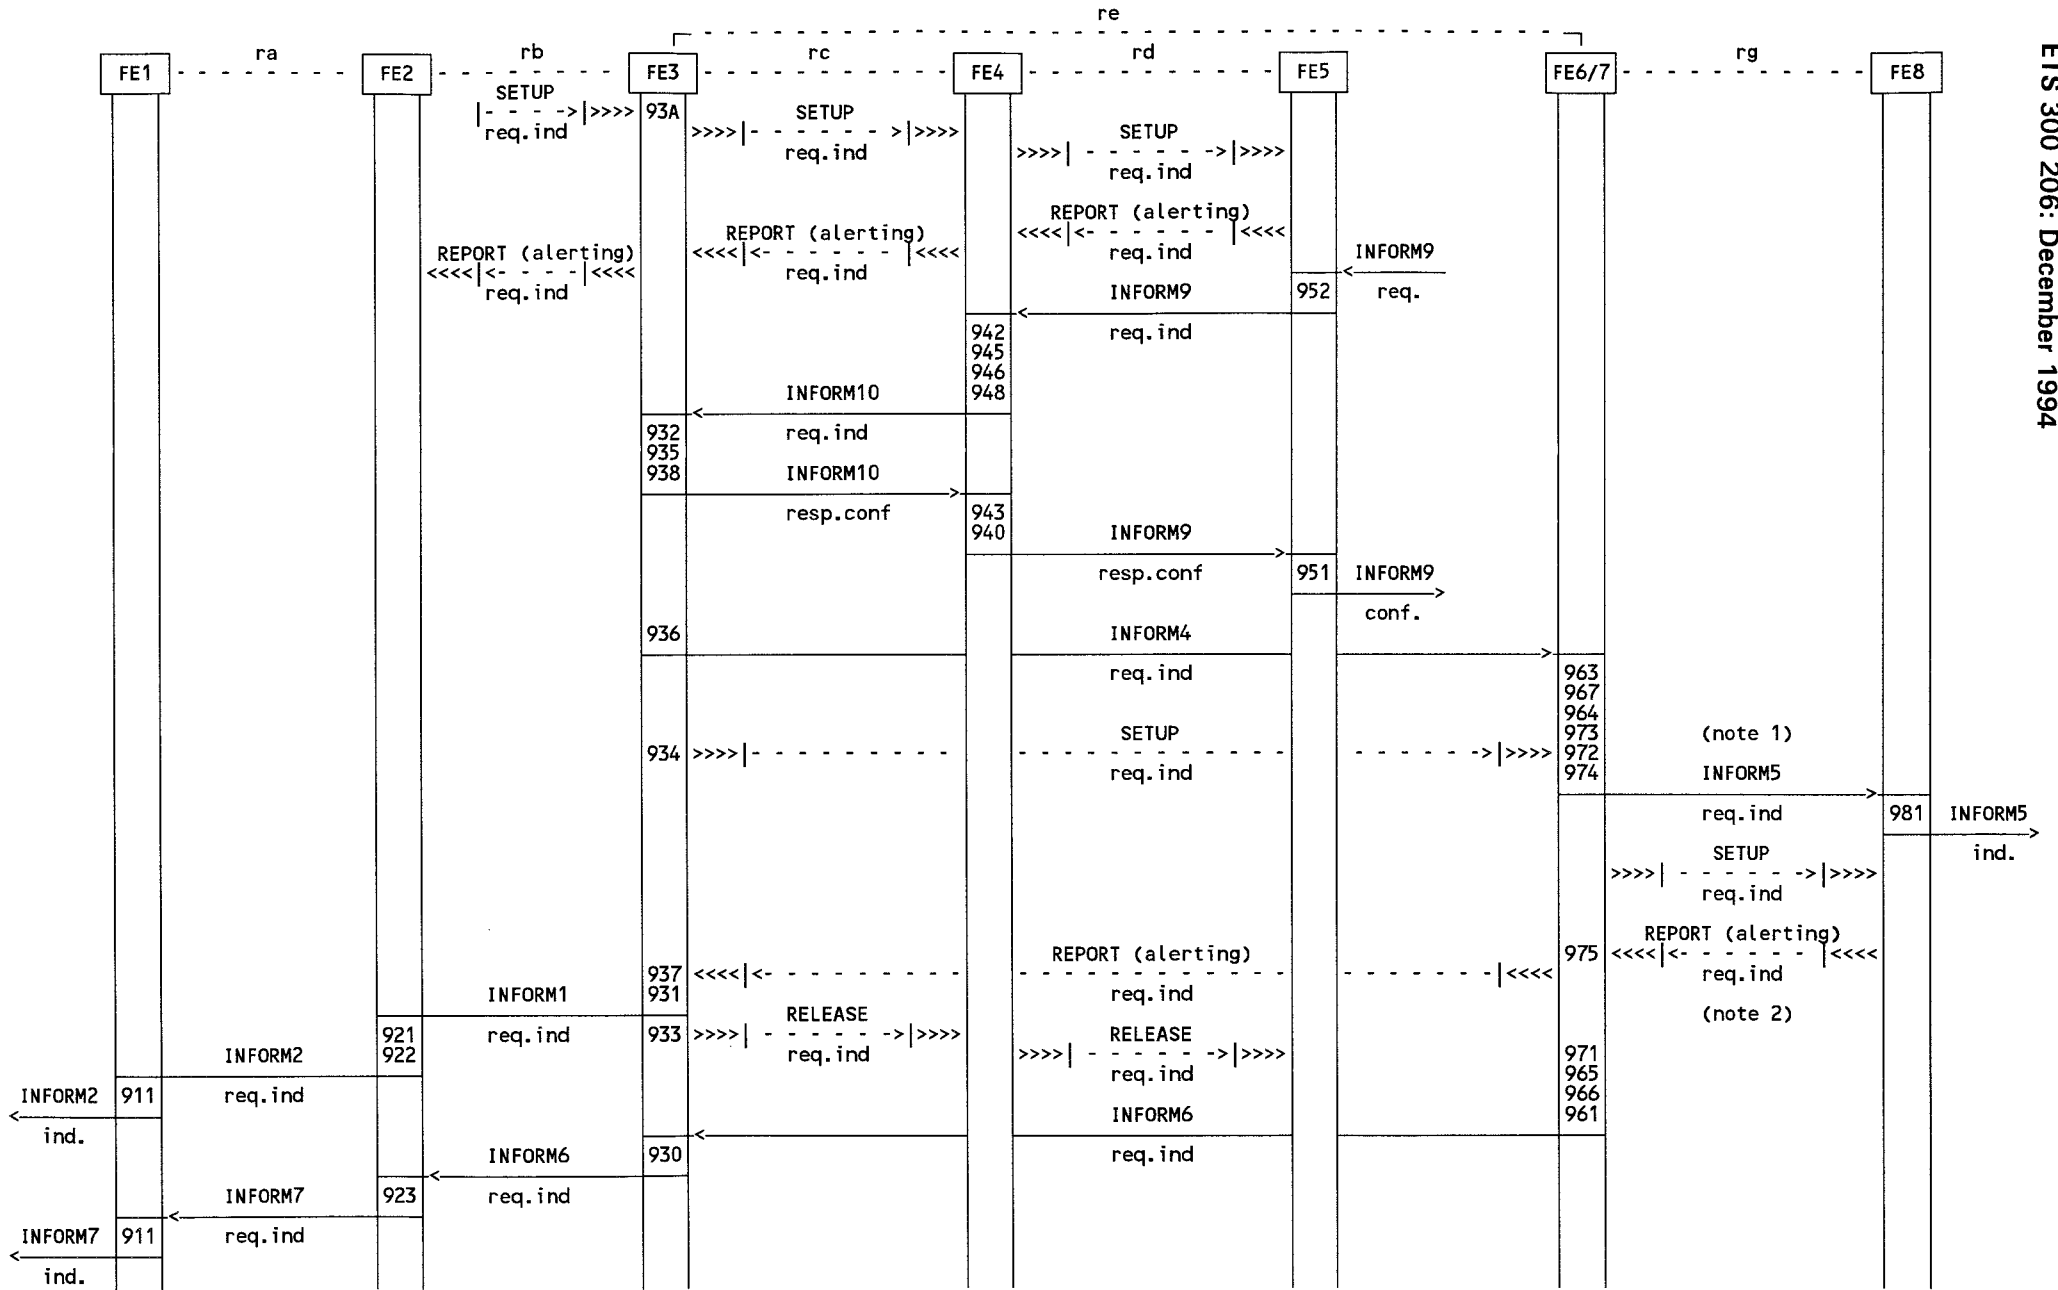 re
ra rb rc rd rg
FE1 FE2 FE3 FE4 FE5 FE6/7 FE8
ETS 300 206: December 1994
SETUP
93A SETUP
req.ind SETUP
req.ind
req.ind
REPORT (alerting)
REPORT (alerting)
REPORT (alerting) req.ind INFORM9
req.ind
req.ind INFORM9 952 req.
942 req.ind
945
946
INFORM10 948
932 req.ind
935
938 INFORM10
resp.conf 943
940 INFORM9
resp.conf 951 INFORM9
conf.
936 INFORM4
req.ind 963
967
964
SETUP 973 (note 1)
934 972
req.ind 974 INFORM5
req.ind 981 INFORM5
SETUP ind.
req.ind
REPORT (alerting)
REPORT (alerting) 975
937 req.ind
INFORM1 931 req.ind
RELEASE (note 2)
921 req.ind 933 RELEASE
INFORM2 922 req.ind 971
req.ind 965
INFORM2 911 req.ind 966
INFORM6 961
ind.
INFORM6 930 req.ind
INFORM7 923 req.ind
INFORM7 911 req.ind
ind.